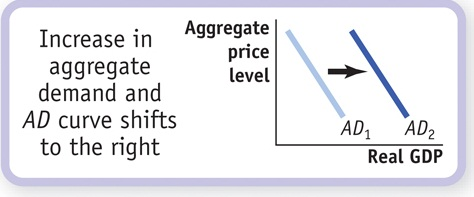 Increase in
aggregate
demand and
AD curve shifts
to the right
Aggregate
price
level
AD1
AD2
Real GDP